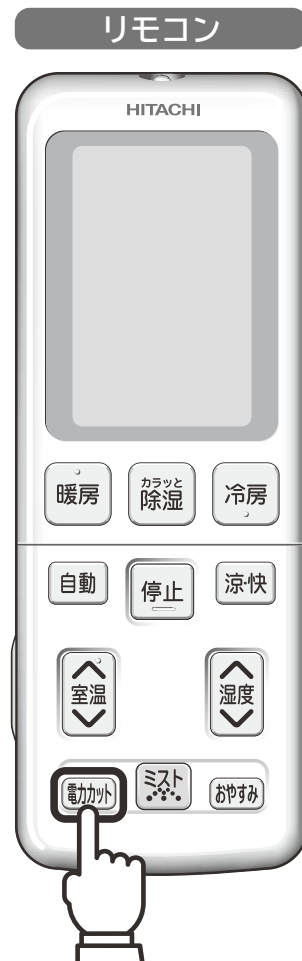 リモコン
HITACHI
暖房 カラッと除湿 冷房
自動 停止 涼・快
室温 湿度
電力カット ミスト おやすみ